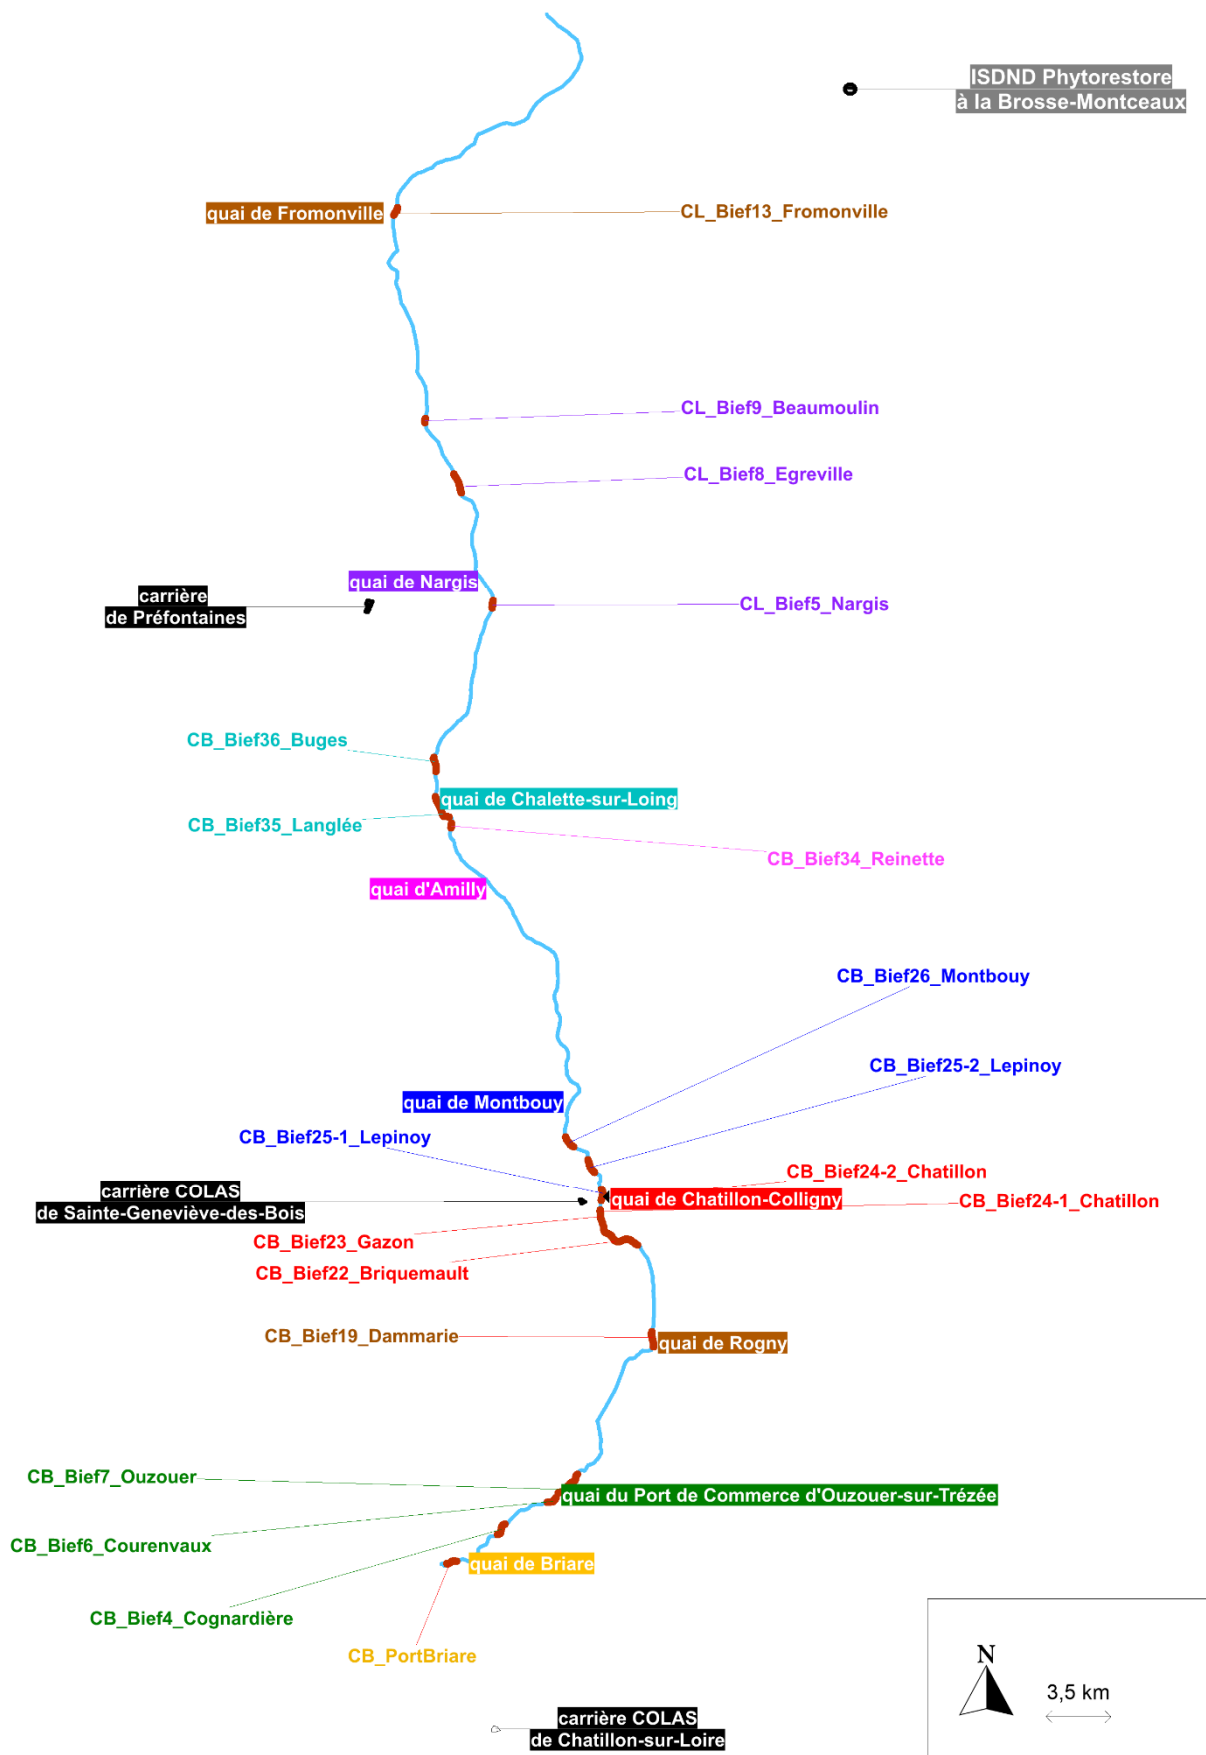 ISDND Phytorestore
à la Brosse-Montceaux
quai de Fromonville
CL_Bief13_Fromonville
CL_Bief9_Beaumoulin
CL_Bief8_Egreville
quai de Nargis
carrière
de Préfontaines
CL_Bief5_Nargis
CB_Bief36_Buges
quai de Chalette-sur-Loing
CB_Bief35_Langlée
CB_Bief34_Reinette
quai d'Amilly
CB_Bief26_Montbouy
CB_Bief25-2_Lepinoy
quai de Montbouy
CB_Bief25-1_Lepinoy
CB_Bief24-2_Chatillon
carrière COLAS
de Sainte-Geneviève-des-Bois
quai de Chatillon-Colligny
CB_Bief24-1_Chatillon
CB_Bief23_Gazon
CB_Bief22_Briquemault
CB_Bief19_Dammarie
quai de Rogny
CB_Bief7_Ouzouer
quai du Port de Commerce d'Ouzouer-sur-Trézée
CB_Bief6_Courenvaux
quai de Briare
CB_Bief4_Cognardière
CB_PortBriare
N
3,5 km
carrière COLAS
de Chatillon-sur-Loire